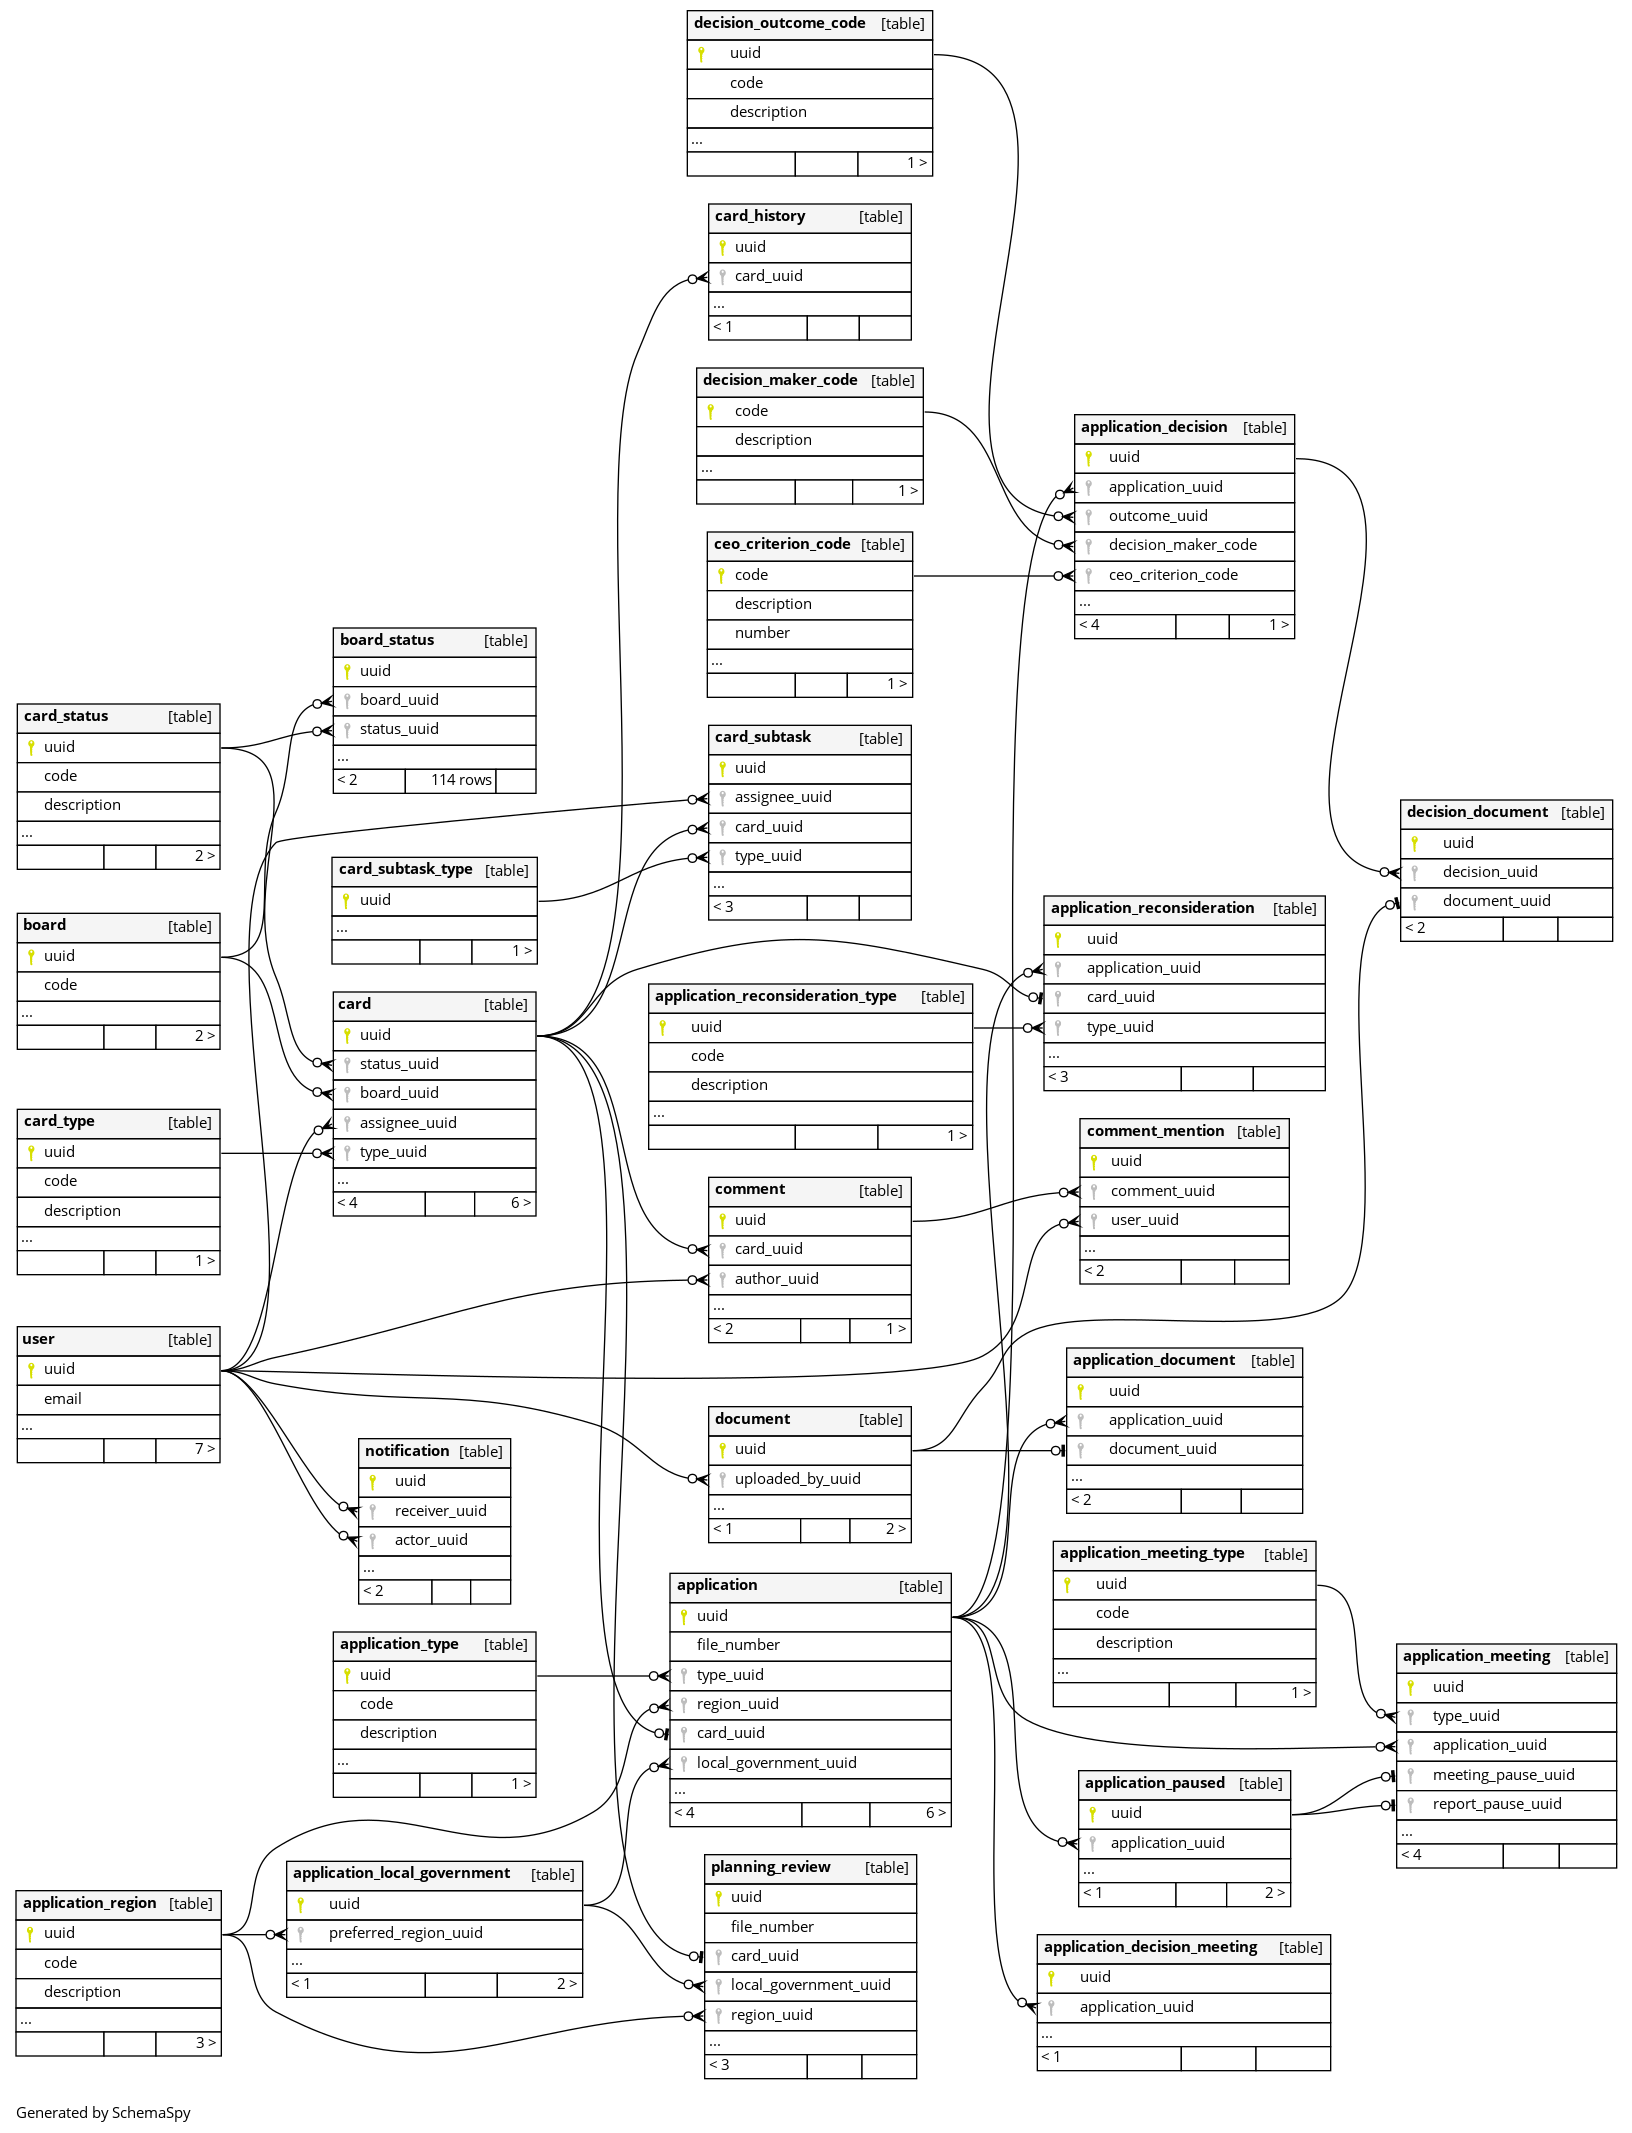 decision_outcome_code [table]
uuid
code
description
...
1 >
card_history [table]
uuid
card_uuid
...
< 1
decision_maker_code [table]
code
description
...
1 >
application_decision [table]
uuid
application_uuid
outcome_uuid
decision_maker_code
ceo_criterion_code
...
< 4 1 >
ceo_criterion_code [table]
code
description
number
...
1 >
board_status [table]
uuid
board_uuid
status_uuid
...
< 2 114 rows
card_status [table]
uuid
code
description
...
2 >
card_subtask [table]
uuid
assignee_uuid
card_uuid
type_uuid
...
< 3
decision_document [table]
uuid
decision_uuid
document_uuid
< 2
card_subtask_type [table]
uuid
...
1 >
application_reconsideration [table]
uuid
application_uuid
card_uuid
type_uuid
...
< 3
board [table]
uuid
code
...
2 >
card [table]
uuid
status_uuid
board_uuid
assignee_uuid
type_uuid
...
< 4 6 >
application_reconsideration_type [table]
uuid
code
description
...
1 >
card_type [table]
uuid
code
description
...
1 >
comment_mention [table]
uuid
comment_uuid
user_uuid
...
< 2
comment [table]
uuid
card_uuid
author_uuid
...
< 2 1 >
user [table]
uuid
email
...
7 >
application_document [table]
uuid
application_uuid
document_uuid
...
< 2
document [table]
uuid
uploaded_by_uuid
...
< 1 2 >
notification [table]
uuid
receiver_uuid
actor_uuid
...
< 2
application_meeting_type [table]
uuid
code
description
...
1 >
application [table]
uuid
file_number
type_uuid
region_uuid
card_uuid
local_government_uuid
...
< 4 6 >
application_type [table]
uuid
code
description
...
1 >
application_meeting [table]
uuid
type_uuid
application_uuid
meeting_pause_uuid
report_pause_uuid
...
< 4
application_paused [table]
uuid
application_uuid
...
< 1 2 >
application_local_government [table]
uuid
preferred_region_uuid
...
< 1 2 >
planning_review [table]
uuid
file_number
card_uuid
local_government_uuid
region_uuid
...
< 3
application_region [table]
uuid
code
description
...
3 >
application_decision_meeting [table]
uuid
application_uuid
...
< 1
Generated by SchemaSpy